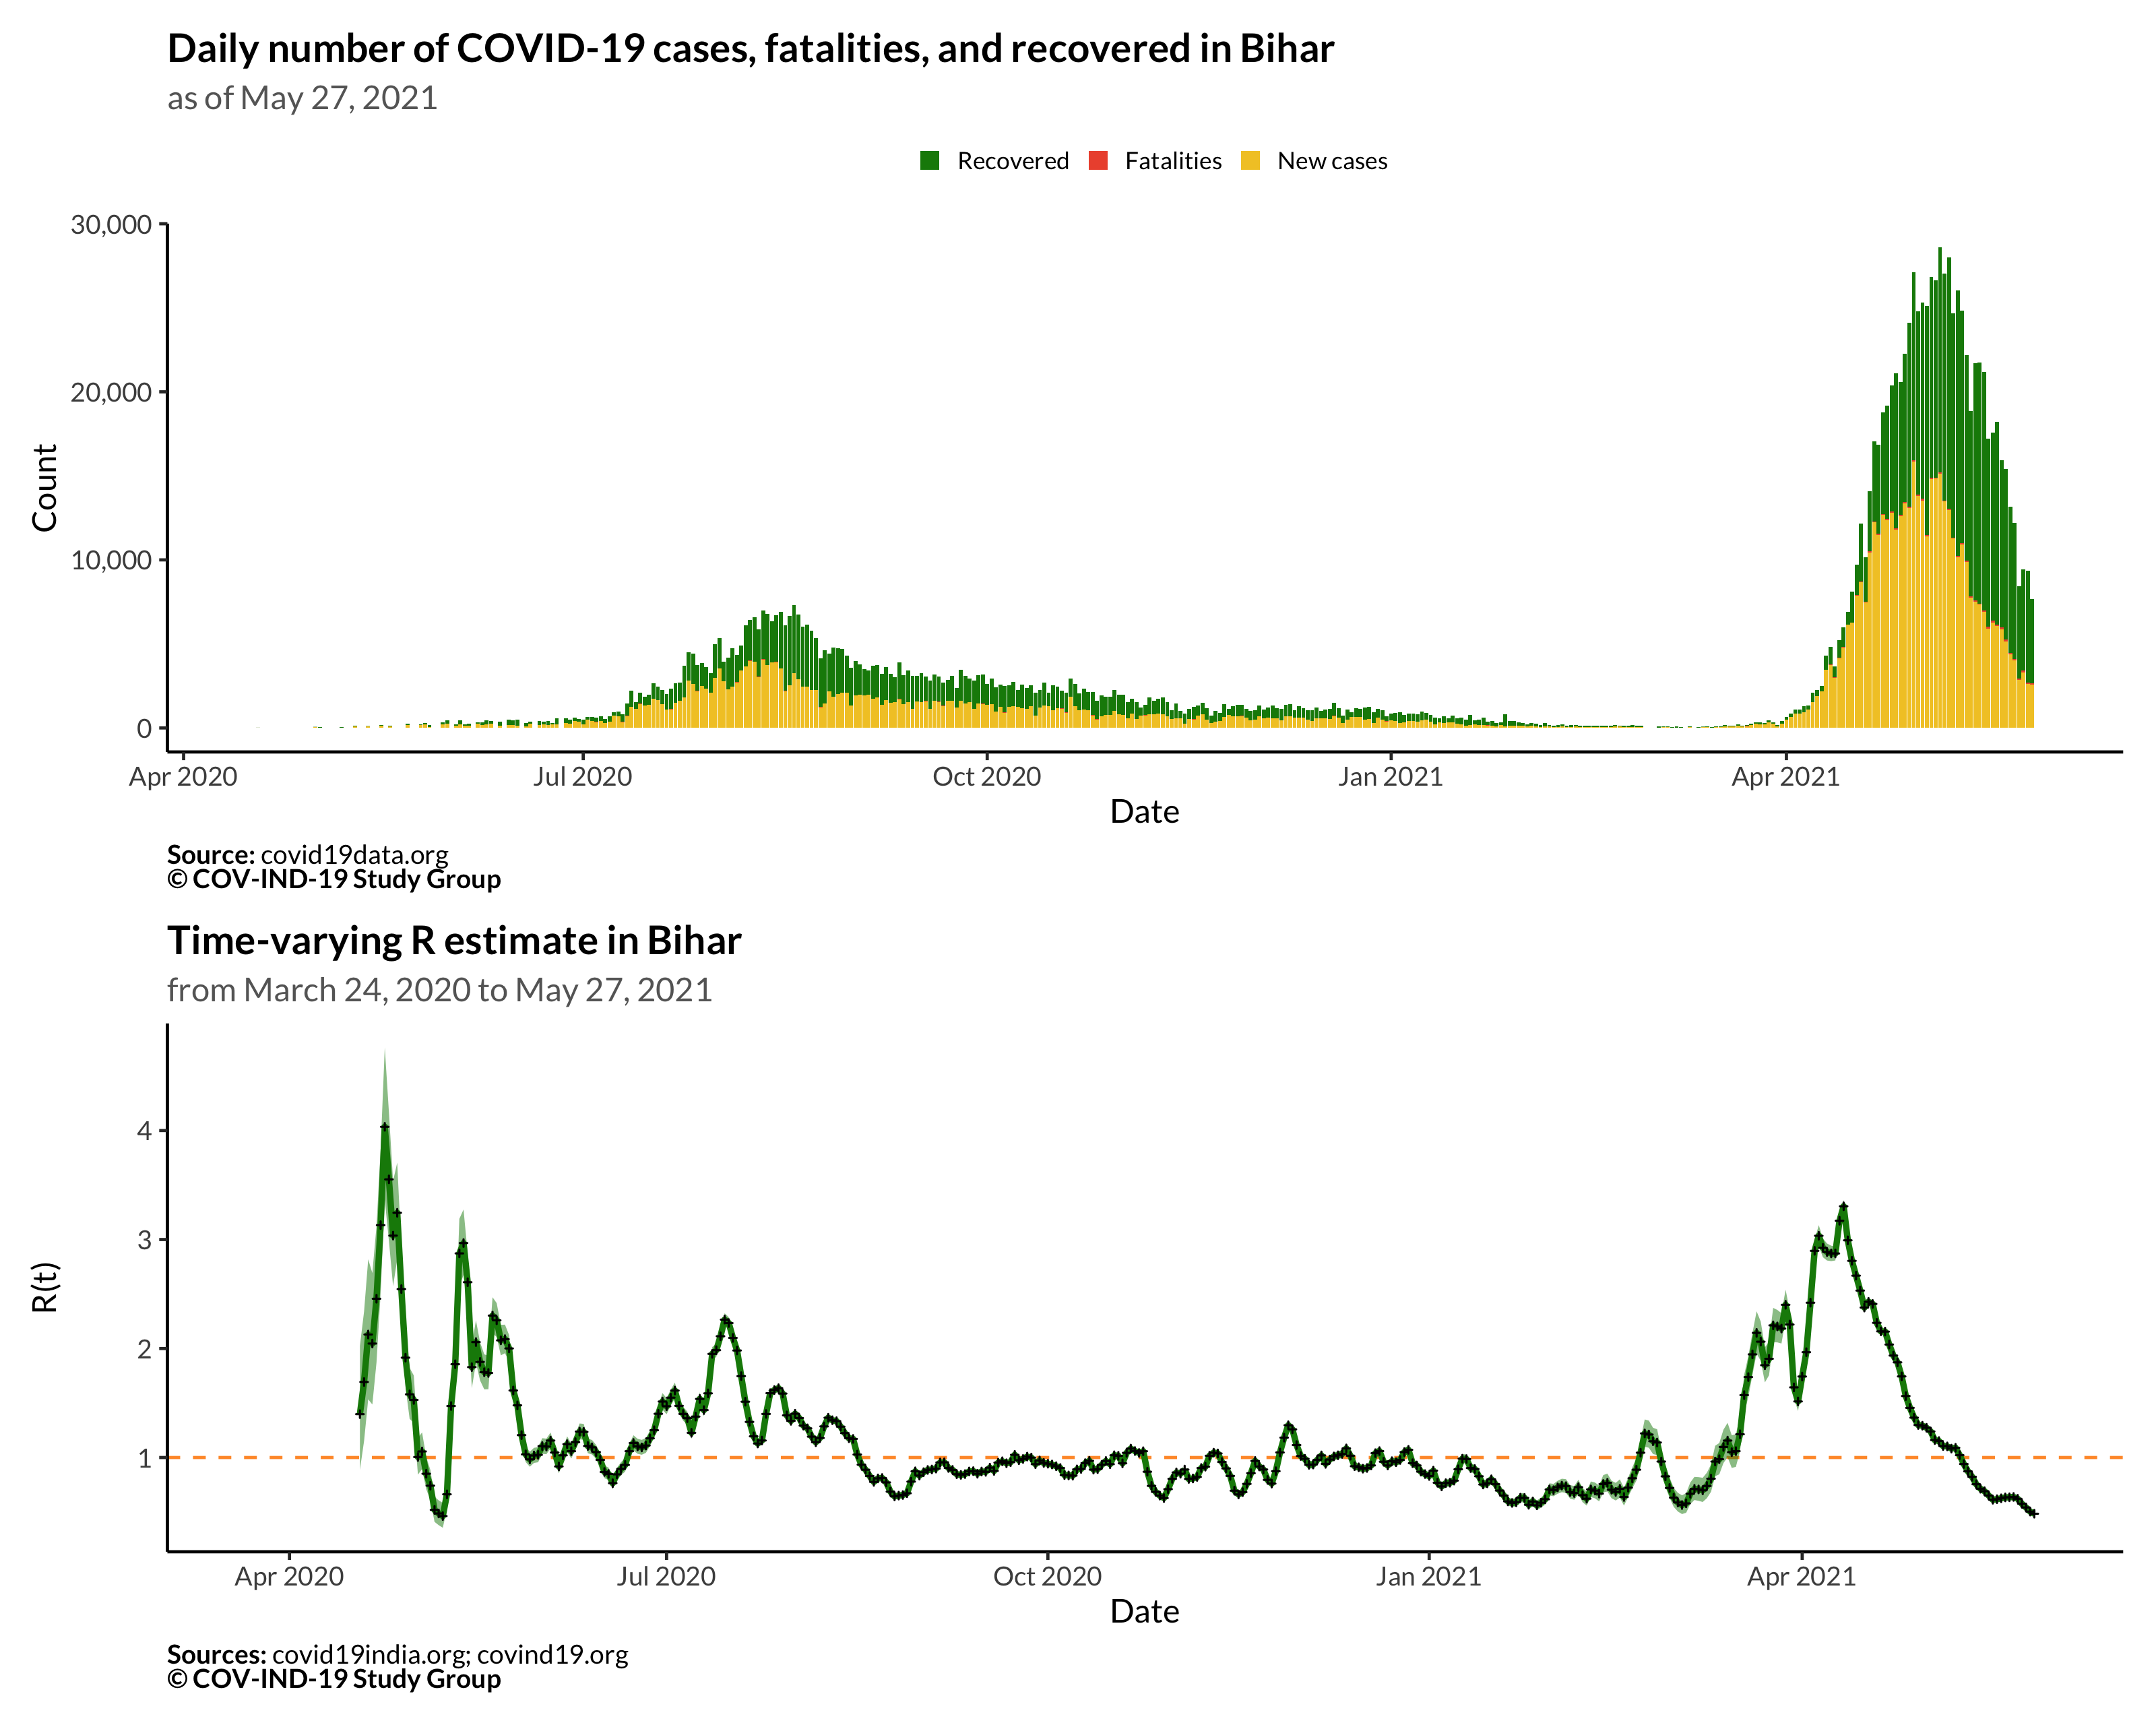 Daily number of COVID-19 cases, fatalities, and recovered in Bihar
as of May 27, 2021
Recovered Fatalities New cases
30,000
20,000
10,000
0
Count
Apr 2020 Jul 2020 Oct 2020 Jan 2021 Apr 2021
Date
Source: covid19data.org
© COV-IND-19 Study Group
Time-varying R estimate in Bihar
from March 24, 2020 to May 27, 2021
4
3
2
1
R(t)
Apr 2020 Jul 2020 Oct 2020 Jan 2021 Apr 2021
Date
Sources: covid19india.org; covind19.org
© COV-IND-19 Study Group